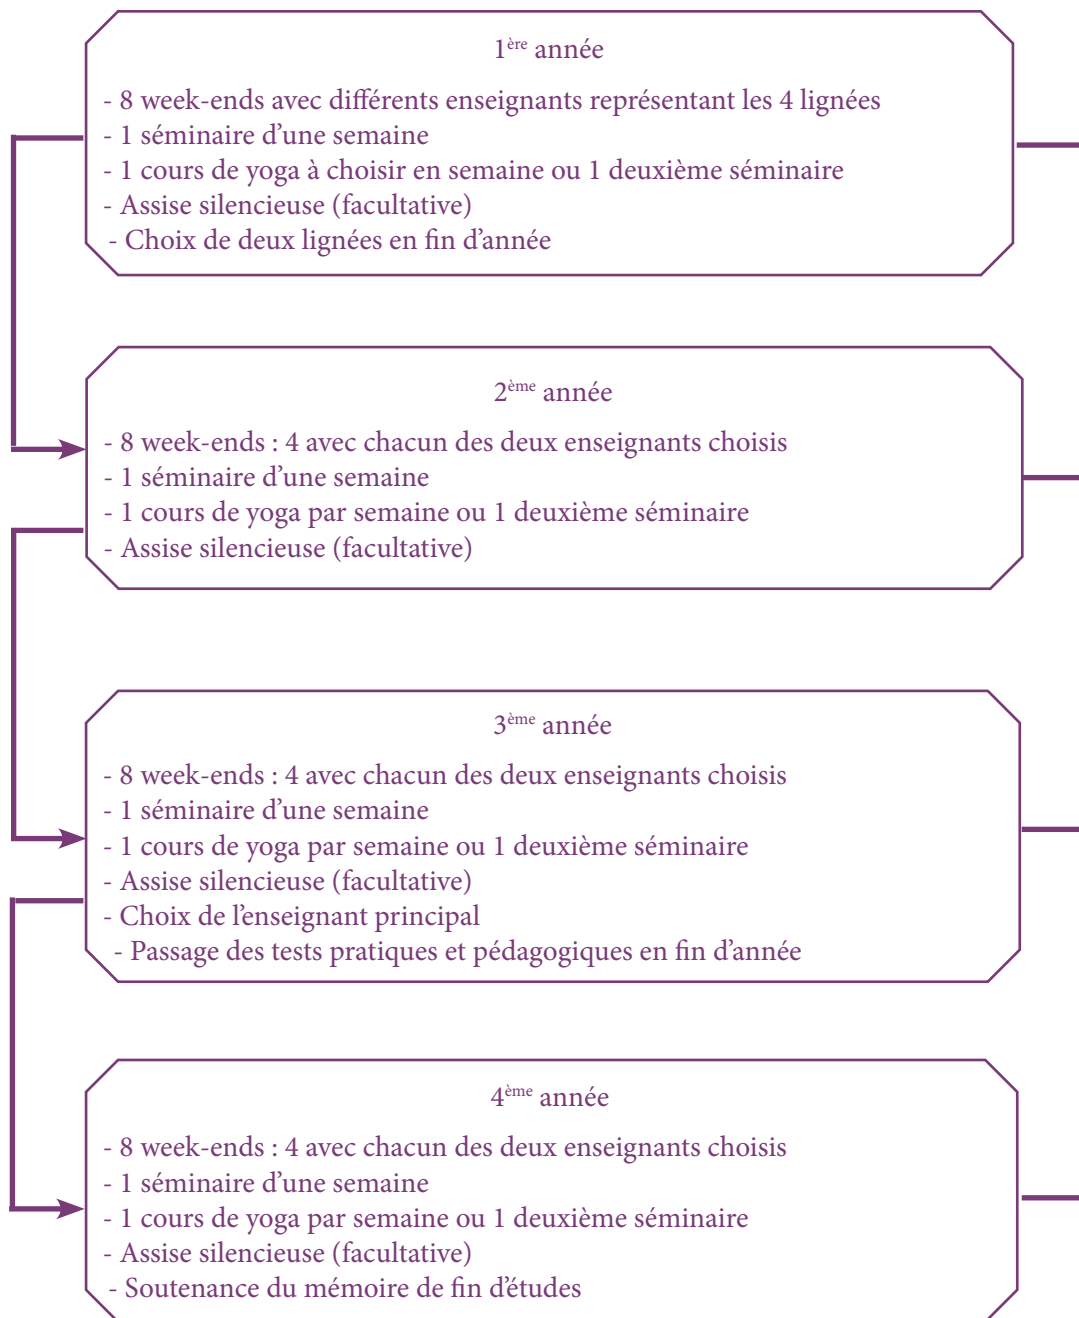 1ère année
- 8 week-ends avec différents enseignants représentant les 4 lignées
- 1 séminaire d’une semaine
- 1 cours de yoga à choisir en semaine ou 1 deuxième séminaire
- Assise silencieuse (facultative)
- Choix de deux lignées en fin d’année
2ème année
- 8 week-ends : 4 avec chacun des deux enseignants choisis
- 1 séminaire d’une semaine
- 1 cours de yoga par semaine ou 1 deuxième séminaire
- Assise silencieuse (facultative)
3ème année
- 8 week-ends : 4 avec chacun des deux enseignants choisis
- 1 séminaire d’une semaine
- 1 cours de yoga par semaine ou 1 deuxième séminaire
- Assise silencieuse (facultative)
- Choix de l’enseignant principal
- Passage des tests pratiques et pédagogiques en fin d’année
4ème année
- 8 week-ends : 4 avec chacun des deux enseignants choisis
- 1 séminaire d’une semaine
- 1 cours de yoga par semaine ou 1 deuxième séminaire
- Assise silencieuse (facultative)
- Soutenance du mémoire de fin d’études